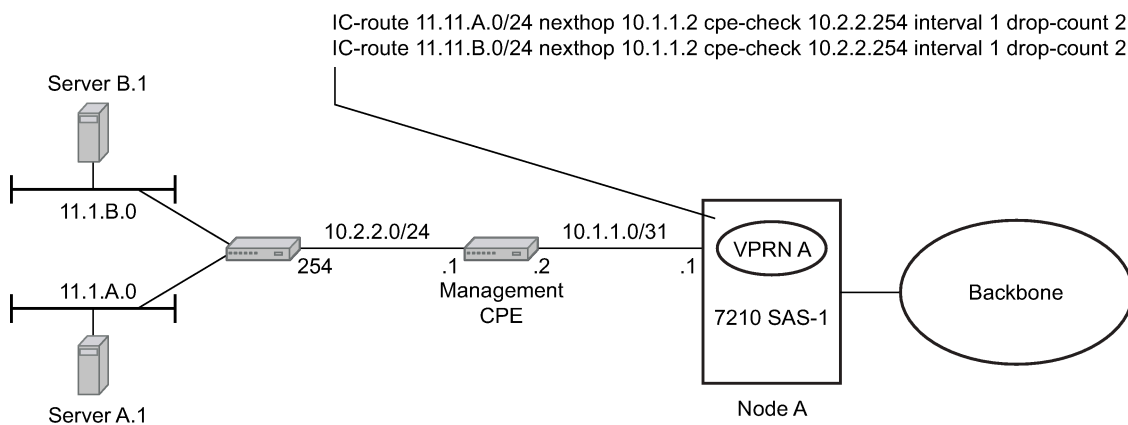 IC-route 11.11.A.0/24 nexthop 10.1.1.2 cpe-check 10.2.2.254 interval 1 drop-count 2
IC-route 11.11.B.0/24 nexthop 10.1.1.2 cpe-check 10.2.2.254 interval 1 drop-count 2
Server B.1
11.1.B.0
10.2.2.0/24
10.1.1.0/31
VPRN A
254
.1
.2
.1
Management
CPE
11.1.A.0
Backbone
7210 SAS-1
Server A.1
Node A